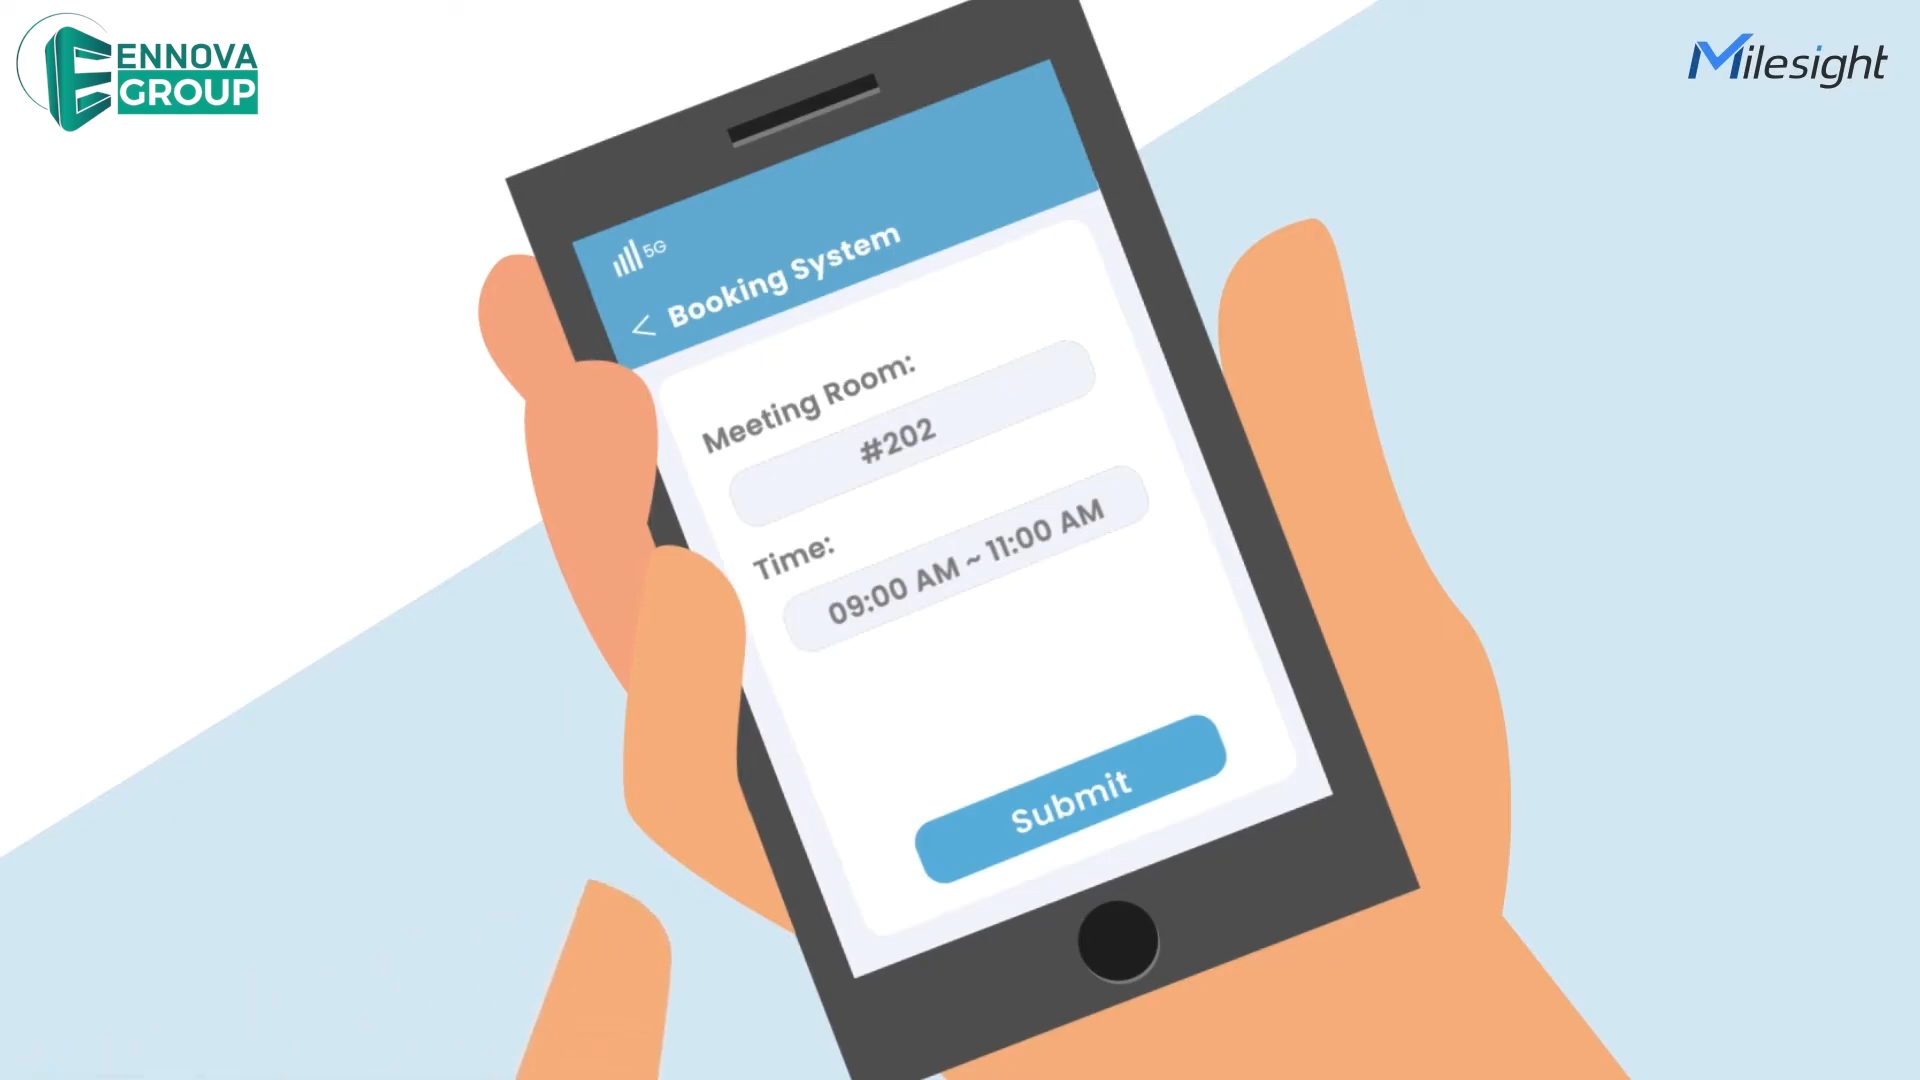 ENNOVA
GROUP
Milesight
5G
< Booking System
Meeting Room:
#202
Time:
09:00 AM ~ 11:00 AM
Submit